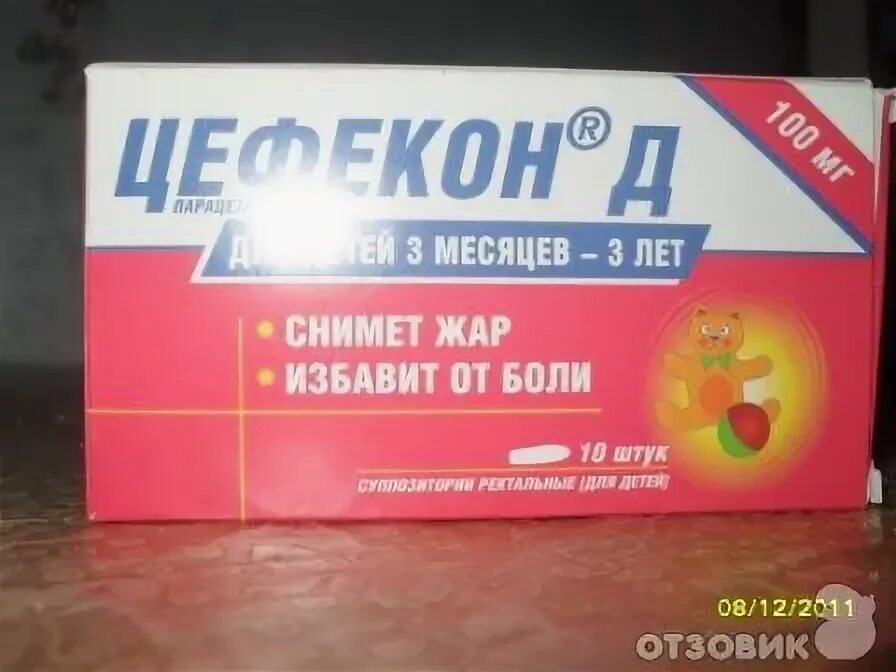 ЦЕФЕКОН® Д
100 МГ
3 МЕСЯЦЕВ – 3 ЛЕТ
• СНИМЕТ ЖАР
• ИЗБАВИТ ОТ БОЛИ
10 штук
СУППОЗИТОРИИ РЕКТАЛЬНЫЕ (ДЛЯ ДЕТЕЙ)
08/12/2011
ОТЗОВИК